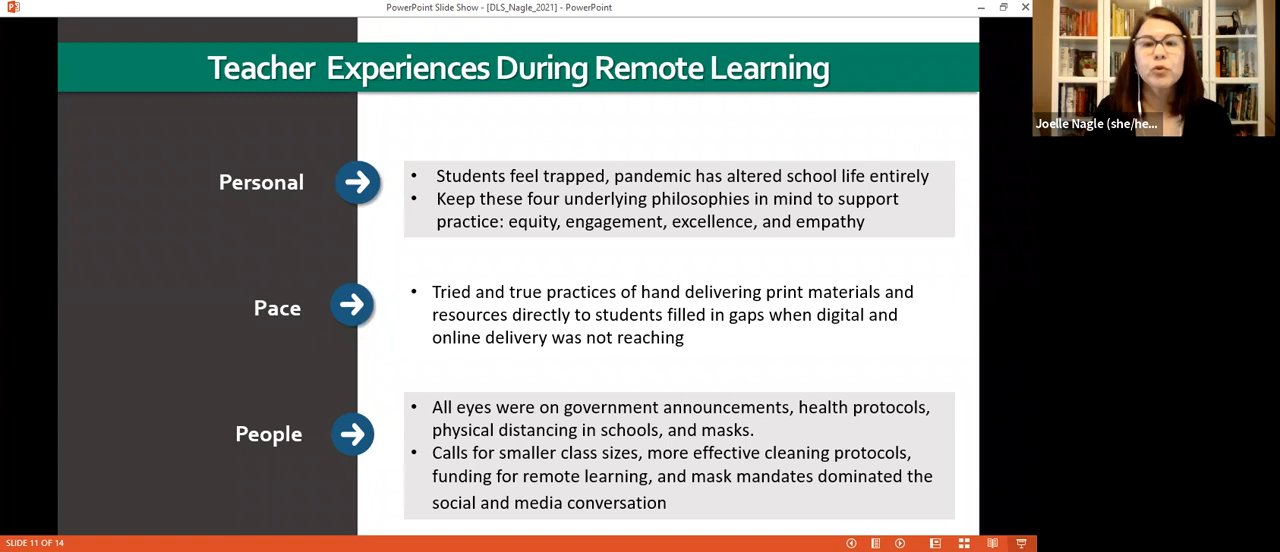 PowerPoint Slide Show - [DLS_Nagle_2021] - PowerPoint
Teacher Experiences During Remote Learning
Joelle Nagle (she/he...
Personal
• Students feel trapped, pandemic has altered school life entirely
• Keep these four underlying philosophies in mind to support
practice: equity, engagement, excellence, and empathy
Pace
• Tried and true practices of hand delivering print materials and
resources directly to students filled in gaps when digital and
online delivery was not reaching
People
• All eyes were on government announcements, health protocols,
physical distancing in schools, and masks.
• Calls for smaller class sizes, more effective cleaning protocols,
funding for remote learning, and mask mandates dominated the
social and media conversation
SLIDE 11 OF 14